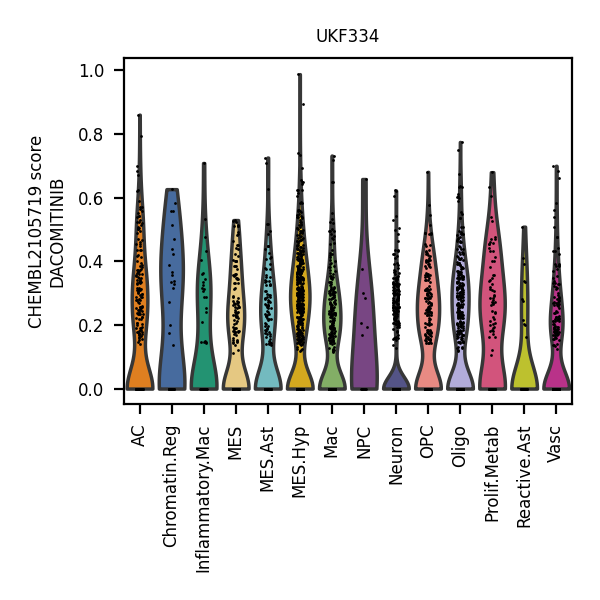 UKF334
CHEMBL2105719 score
DACOMITINIB
1.0
0.8
0.6
0.4
0.2
0.0
AC
Chromatin.Reg
Inflammatory.Mac
MES
MES.Ast
MES.Hyp
Mac
NPC
Neuron
OPC
Oligo
Prolif.Metab
Reactive.Ast
Vasc